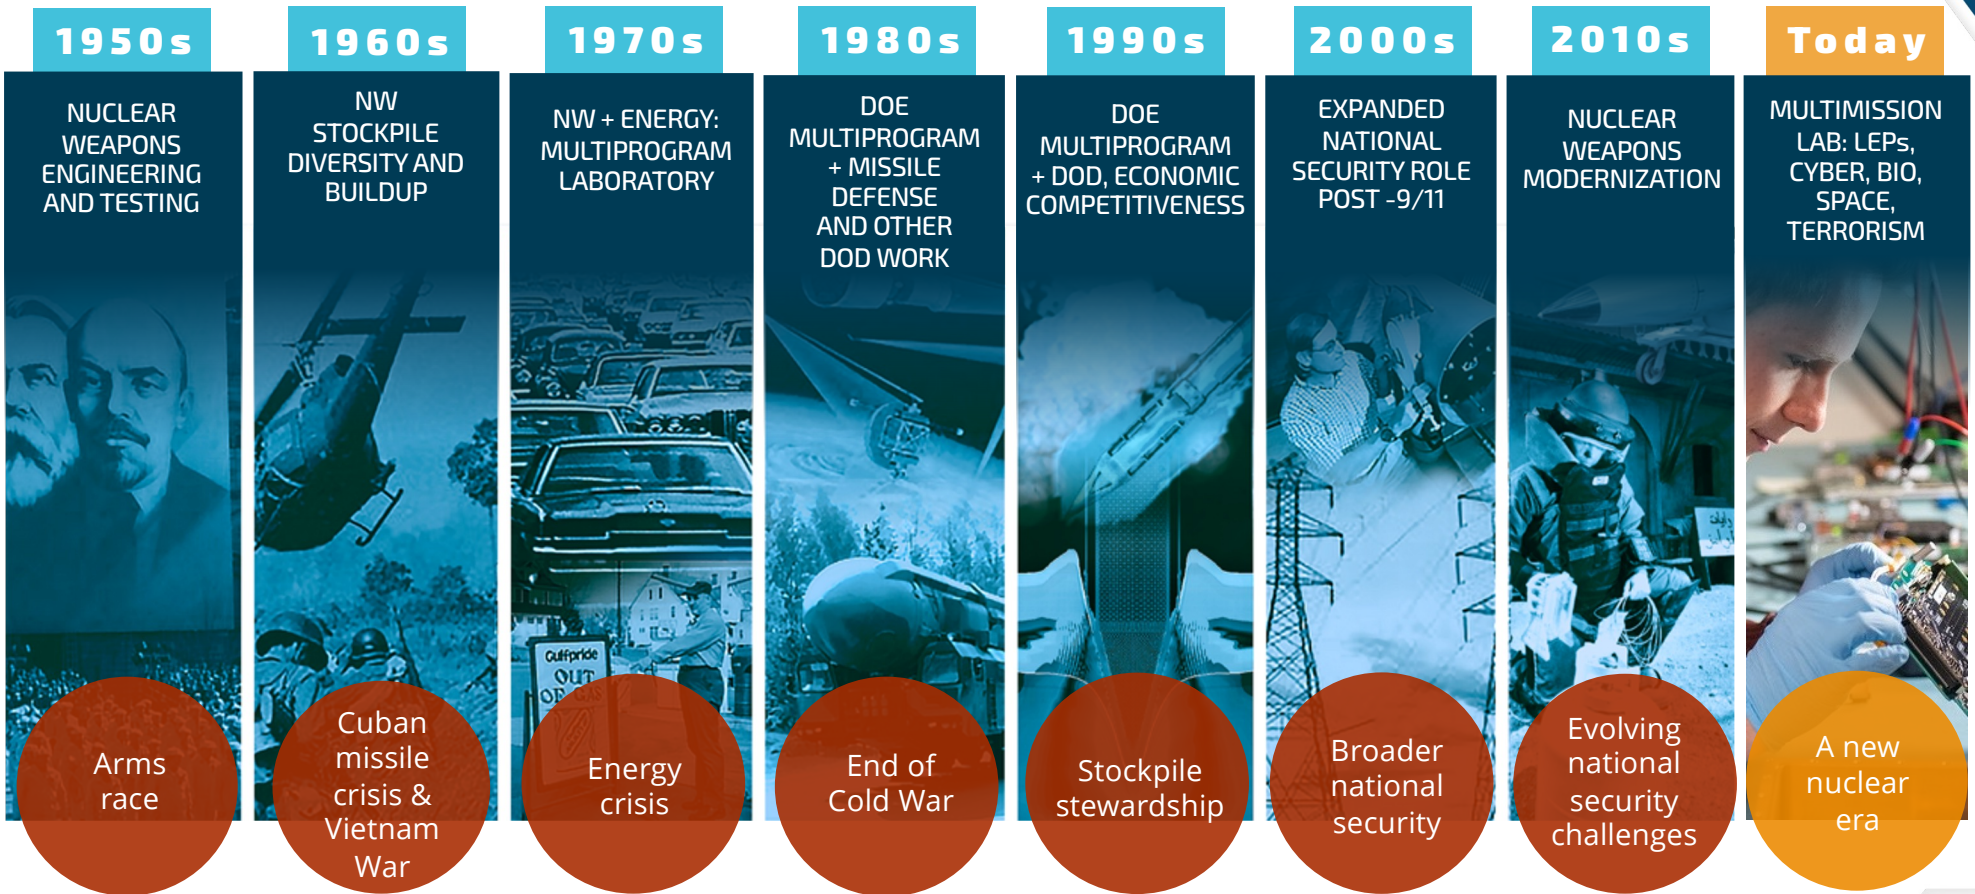 1950s
NUCLEAR
WEAPONS
ENGINEERING
AND TESTING
Arms
race
1960s
NW
STOCKPILE
DIVERSITY AND
BUILDUP
Cuban
missile
crisis &
Vietnam
War
1970s
NW + ENERGY:
MULTIPROGRAM
LABORATORY
Gulfpride
OUT
OF GAS
Energy
crisis
1980s
DOE
MULTIPROGRAM
+ MISSILE
DEFENSE
AND OTHER
DOD WORK
End of
Cold War
1990s
DOE
MULTIPROGRAM
+ DOD, ECONOMIC
COMPETITIVENESS
Stockpile
stewardship
2000s
EXPANDED
NATIONAL
SECURITY ROLE
POST -9/11
Broader
national
security
2010s
NUCLEAR
WEAPONS
MODERNIZATION
Evolving
national
security
challenges
Today
MULTIMISSION
LAB: LEPs,
CYBER, BIO,
SPACE,
TERRORISM
A new
nuclear
era